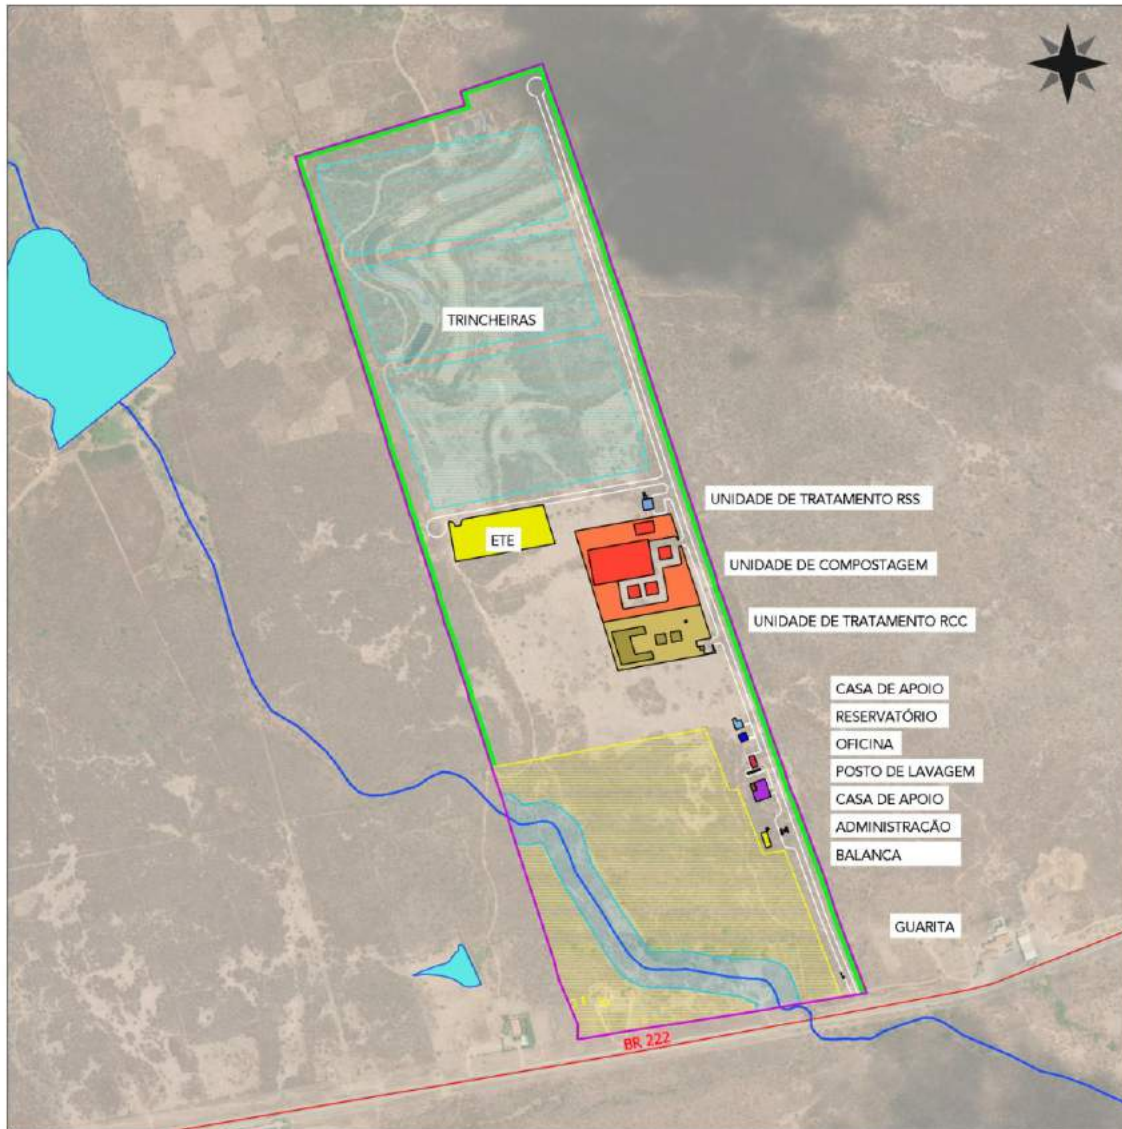 TRINCHEIRAS
UNIDADE DE TRATAMENTO RSS
ETE
UNIDADE DE COMPOSTAGEM
UNIDADE DE TRATAMENTO RCC
CASA DE APOIO
RESERVATÓRIO
OFICINA
POSTO DE LAVAGEM
CASA DE APOIO
ADMINISTRACÃO
BALANCA
GUARITA
BR 222